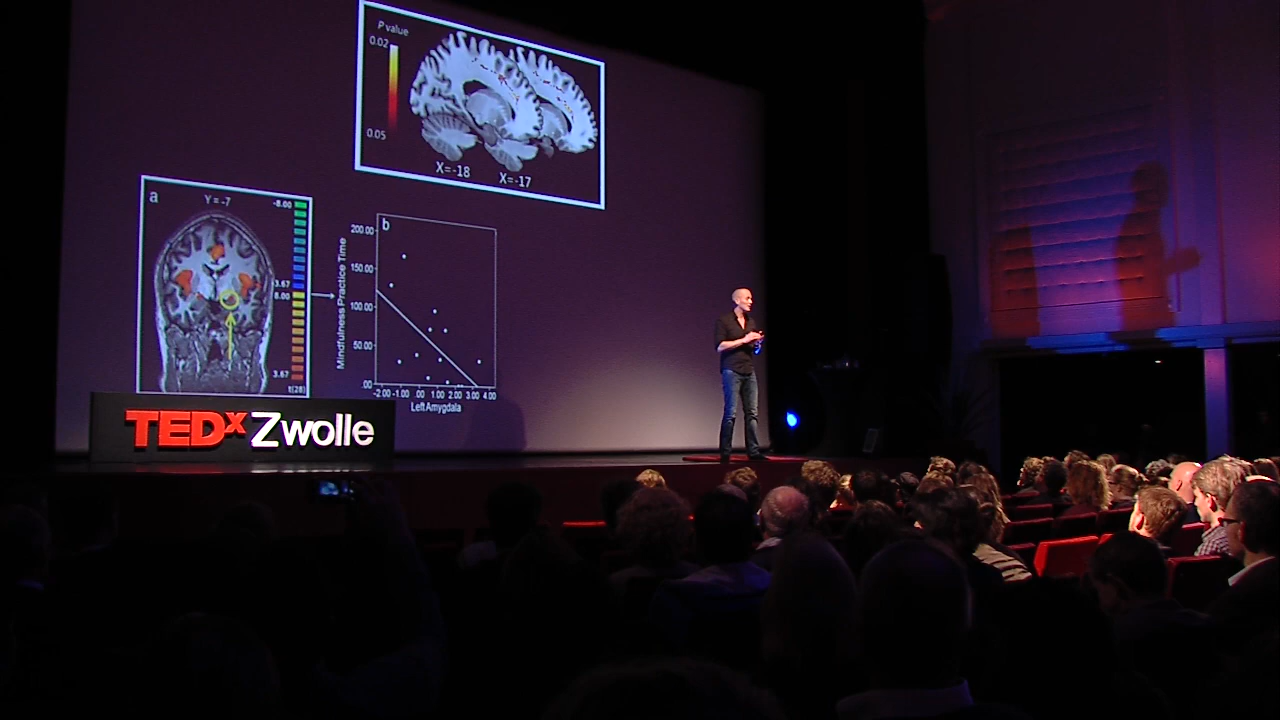 P value
0.02
0.05
X=-18 X=-17
a
Y = -7
-8.00
3.67
8.00
3.67
t(28)
b
Mindfulness Practice Time
200.00
150.00
100.00
50.00
.00
-2.00 -1.00 .00 1.00 2.00 3.00 4.00
Left Amygdala
TEDx Zwolle